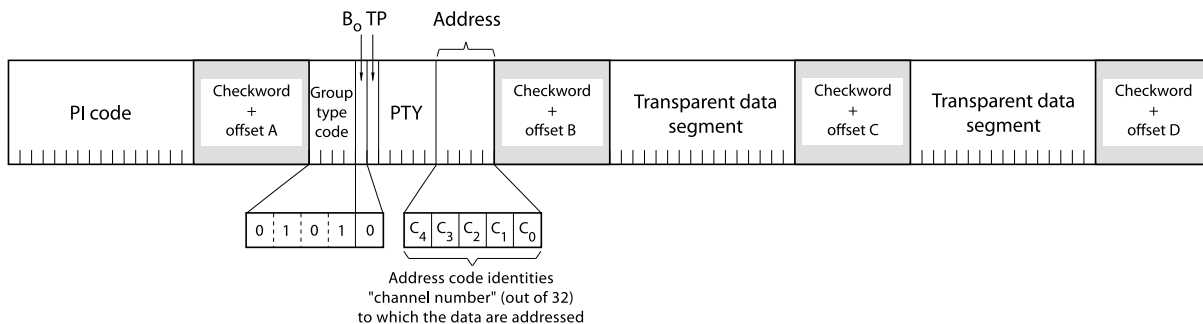 B₀ TP Address
PI code
Checkword
+
offset A
Group
type
code
PTY
Checkword
+
offset B
Transparent data
segment
Checkword
+
offset C
Transparent data
segment
Checkword
+
offset D
0 1 0 1 0
C₄ C₃ C₂ C₁ C₀
Address code identities
"channel number" (out of 32)
to which the data are addressed